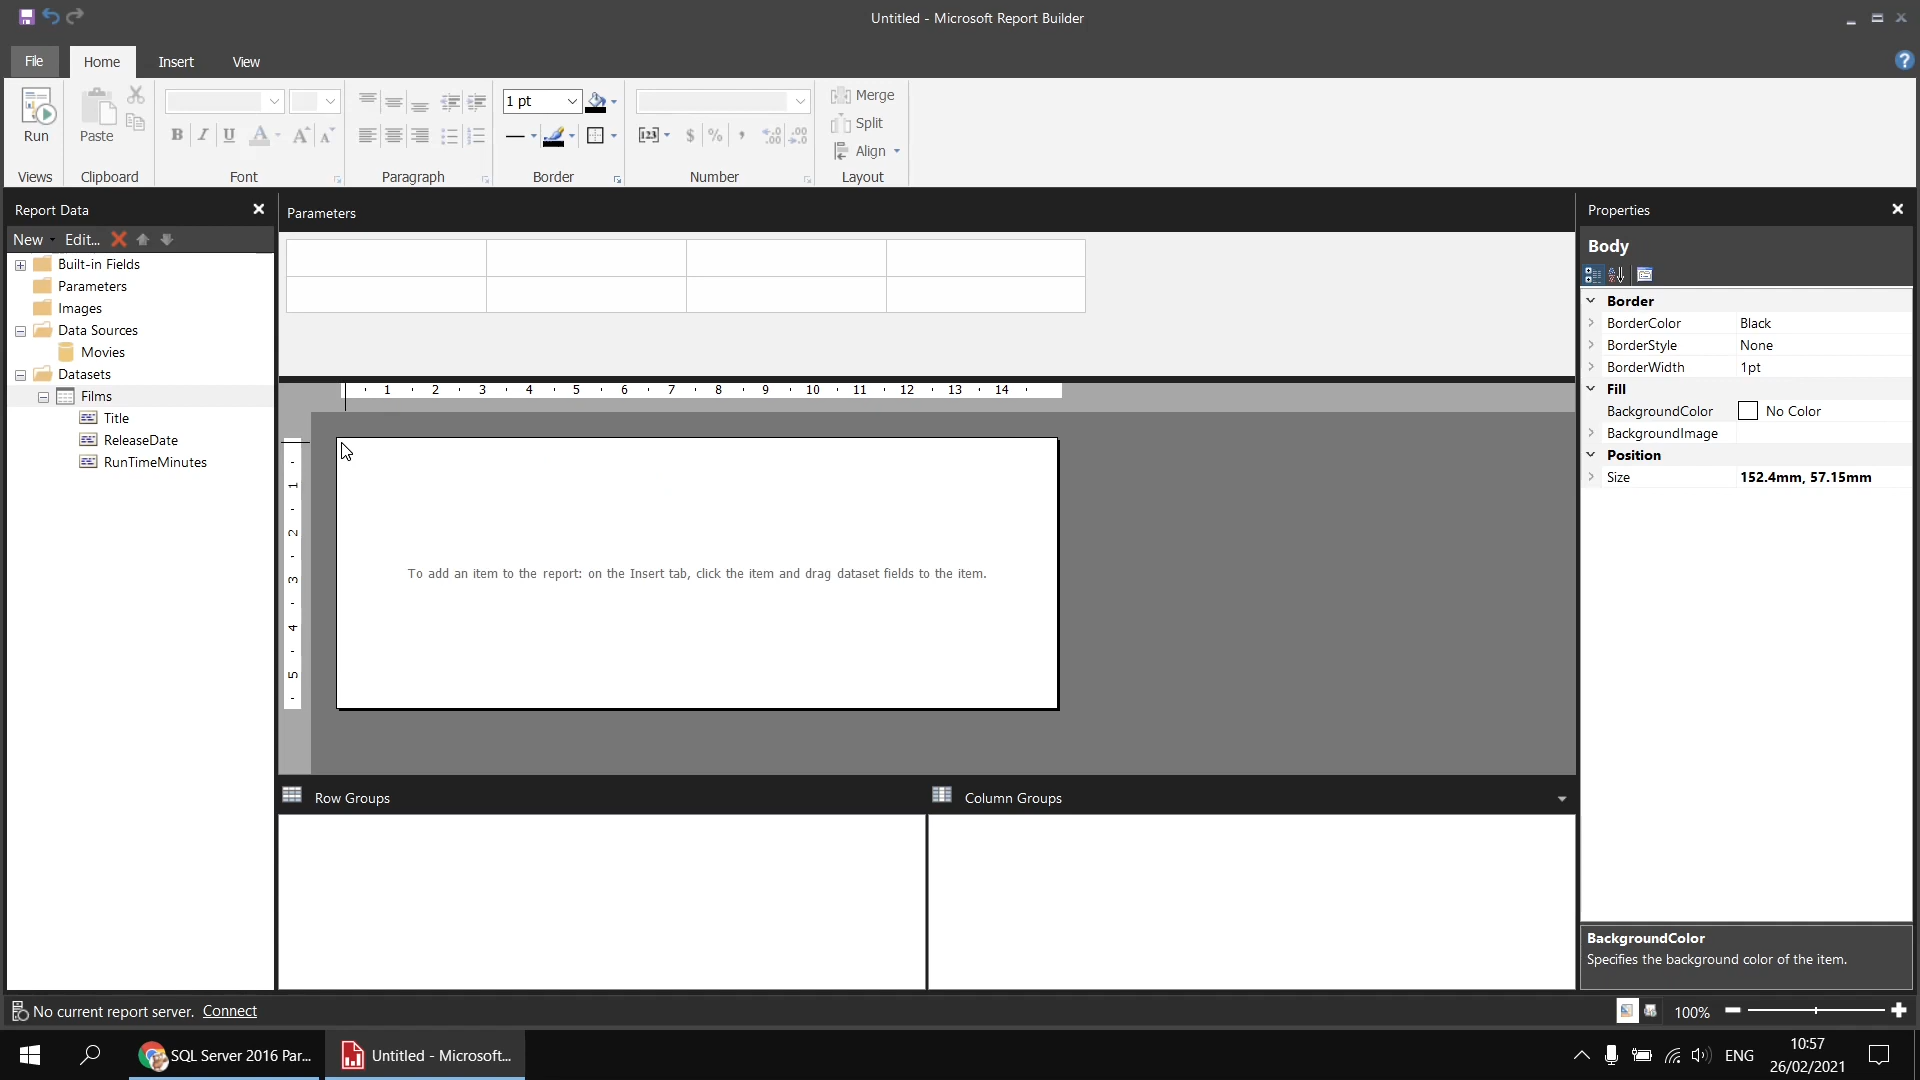 Untitled - Microsoft Report Builder
File
Home
Insert
View
Run
Paste
1 pt
Merge
Split
Align
Views
Clipboard
Font
Paragraph
Border
Number
Layout
Report Data
Parameters
Properties
New
Edit...
Body
Built-in Fields
Parameters
Images
Data Sources
Movies
Datasets
Films
Title
ReleaseDate
RunTimeMinutes
1 2 3 4 5 6 7 8 9 10 11 12 13 14
1
2
3
4
5
To add an item to the report: on the Insert tab, click the item and drag dataset fields to the item.
Border
BorderColor Black
BorderStyle None
BorderWidth 1pt
Fill
BackgroundColor No Color
BackgroundImage
Position
Size 152.4mm, 57.15mm
Row Groups
Column Groups
BackgroundColor
Specifies the background color of the item.
No current report server. Connect
100%
SQL Server 2016 Par...
Untitled - Microsoft...
ENG
10:57
26/02/2021